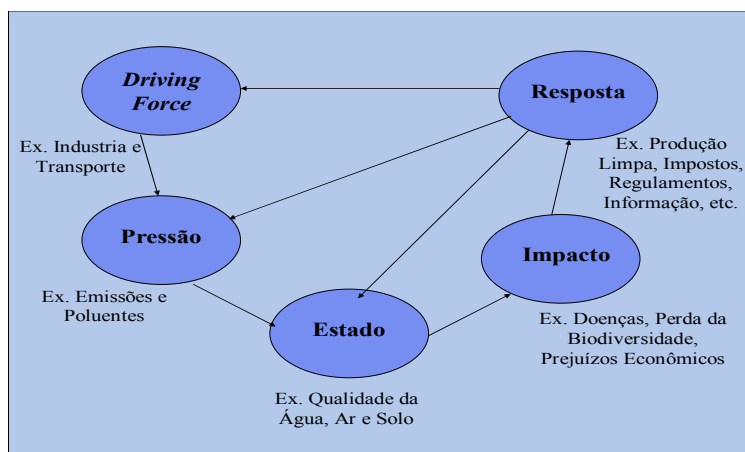 Driving
Force
Ex. Industria e
Transporte
Pressão
Ex. Emissões e
Poluentes
Estado
Ex. Qualidade da
Água, Ar e Solo
Impacto
Ex. Doenças, Perda da
Biodiversidade,
Prejuízos Econômicos
Resposta
Ex. Produção
Limpa, Impostos,
Regulamentos,
Informação, etc.